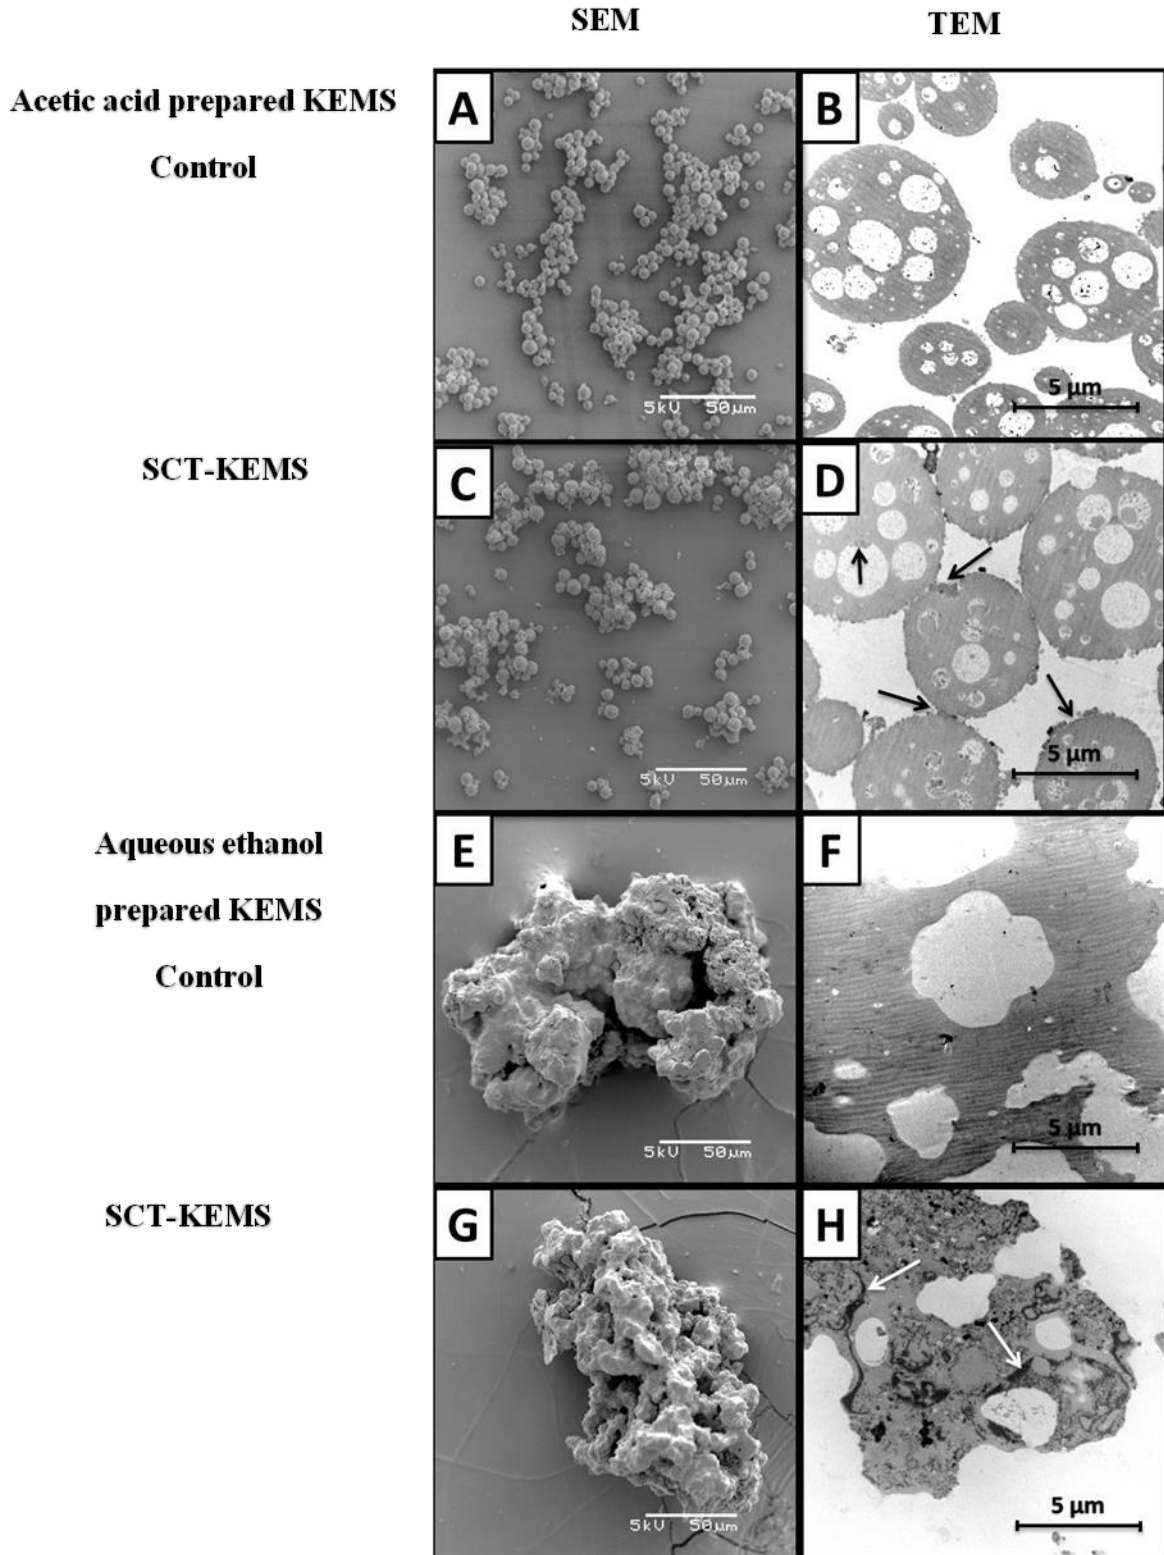 SEM TEM
Acetic acid prepared KEMS
Control
A B
5kV 50μm 5 μm
SCT-KEMS
C D
5kV 50μm 5 μm
Aqueous ethanol
prepared KEMS
Control
E F
5kV 50μm 5 μm
SCT-KEMS
G H
5kV 50μm 5 μm